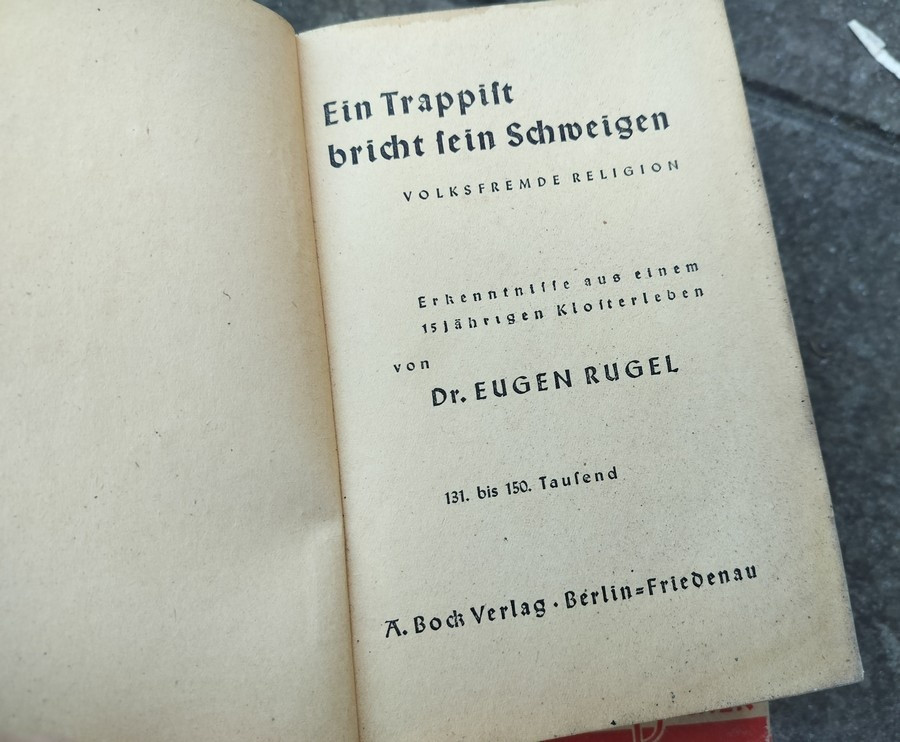 Ein Trappiſt
bricht ſein Schweigen
VOLKSFREMDE RELIGION
Erkenntniſſe aus einem
15jährigen Kloſterleben
von
Dr. EUGEN RUGEL
131. bis 150. Tauſend
A. Bock Verlag · Berlin=Friedenau